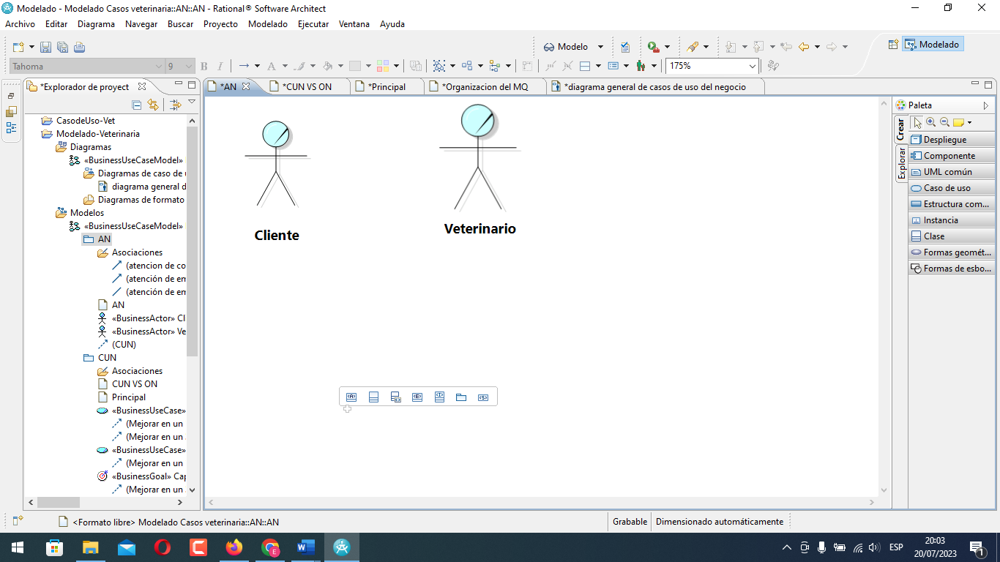 Modelado - Modelado Casos veterinaria::AN::AN - Rational® Software Architect
Archivo Editar Diagrama Navegar Buscar Proyecto Modelado Ejecutar Ventana Ayuda
Modelo
Modelado
Tahoma 9 B I A 175%
*Explorador de proyect
*AN *CUN VS ON *Principal *Organizacion del MQ *diagrama general de casos de uso del negocio
CasodeUso-Vet
Modelado-Veterinaria
Diagramas
«BusinessUseCaseModel»
Diagramas de caso de u
diagrama general d
Diagramas de formato
Modelos
«BusinessUseCaseModel»
AN
Asociaciones
(atencion de co
(atención de em
(atención de em
AN
«BusinessActor» Cl
«BusinessActor» Ve
(CUN)
CUN
Asociaciones
CUN VS ON
Principal
«BusinessUseCase»
(Mejorar en un
(Mejorar en un
«BusinessUseCase»
(Mejorar en un
«BusinessGoal» Cap
(Mejorar en un
Cliente
Veterinario
Paleta
Crear
Explorar
Despliegue
Componente
UML común
Caso de uso
Estructura com...
Instancia
Clase
Formas geomét...
Formas de esbo...
<Formato libre> Modelado Casos veterinaria::AN::AN
Grabable
Dimensionado automáticamente
ESP
20:03
20/07/2023
1